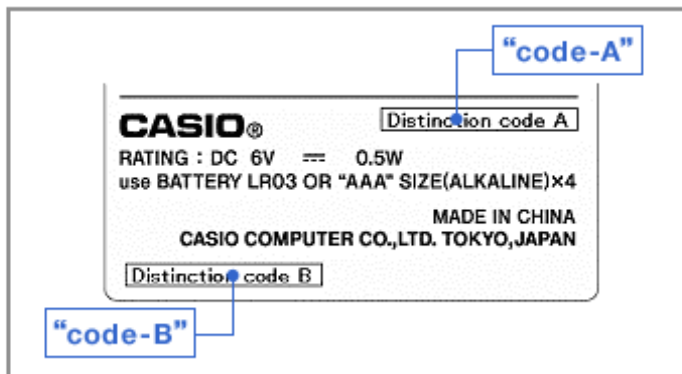 “code-A”
CASIO® Distinction code A
RATING : DC 6V ⎓ 0.5W
use BATTERY LR03 OR "AAA" SIZE(ALKALINE)×4
MADE IN CHINA
CASIO COMPUTER CO.,LTD. TOKYO,JAPAN
Distinction code B
“code-B”